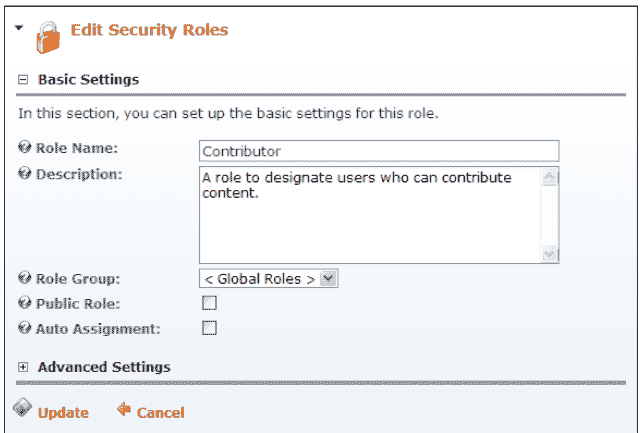 Edit Security Roles
Basic Settings
In this section, you can set up the basic settings for this role.
Role Name:
Contributor
Description:
A role to designate users who can contribute
content.
Role Group:
< Global Roles >
Public Role:
Auto Assignment:
Advanced Settings
Update Cancel